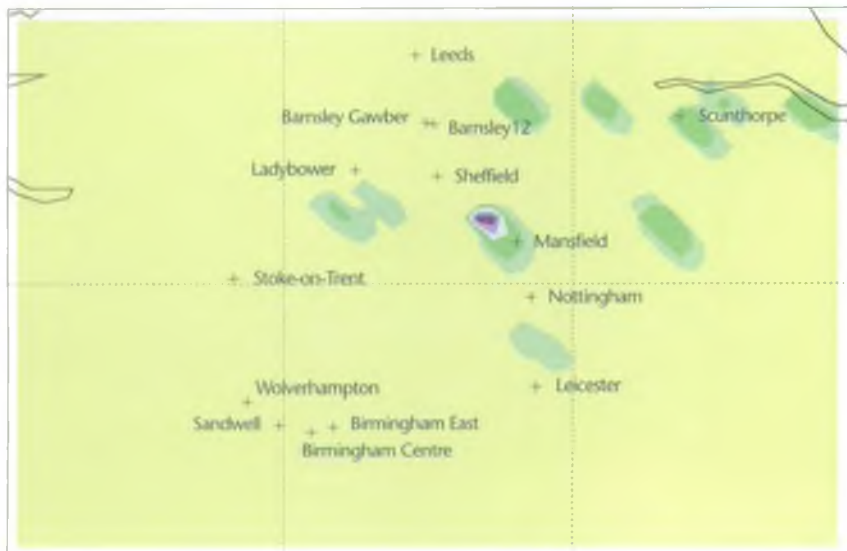 Leeds
Barnsley Gawber
Barnsley12
Scunthorpe
Ladybower
Sheffield
Mansfield
Stoke-on-Trent
Nottingham
Wolverhampton
Leicester
Sandwell
Birmingham East
Birmingham Centre